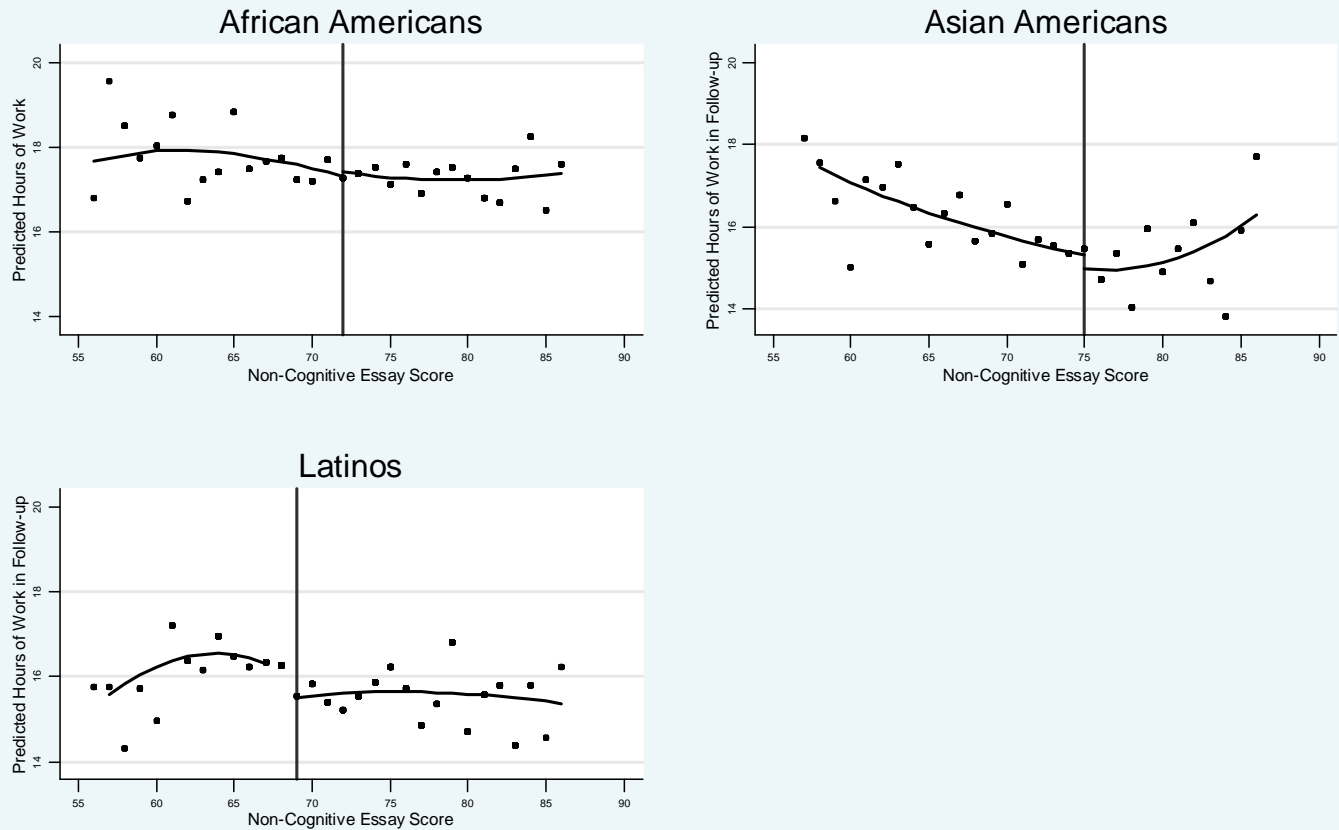 African Americans
Predicted Hours of Work
20
18
16
14
55 60 65 70 75 80 85 90
Non-Cognitive Essay Score
Asian Americans
Predicted Hours of Work in Follow-up
20
18
16
14
55 60 65 70 75 80 85 90
Non-Cognitive Essay Score
Latinos
Predicted Hours of Work in Follow-up
20
18
16
14
55 60 65 70 75 80 85 90
Non-Cognitive Essay Score